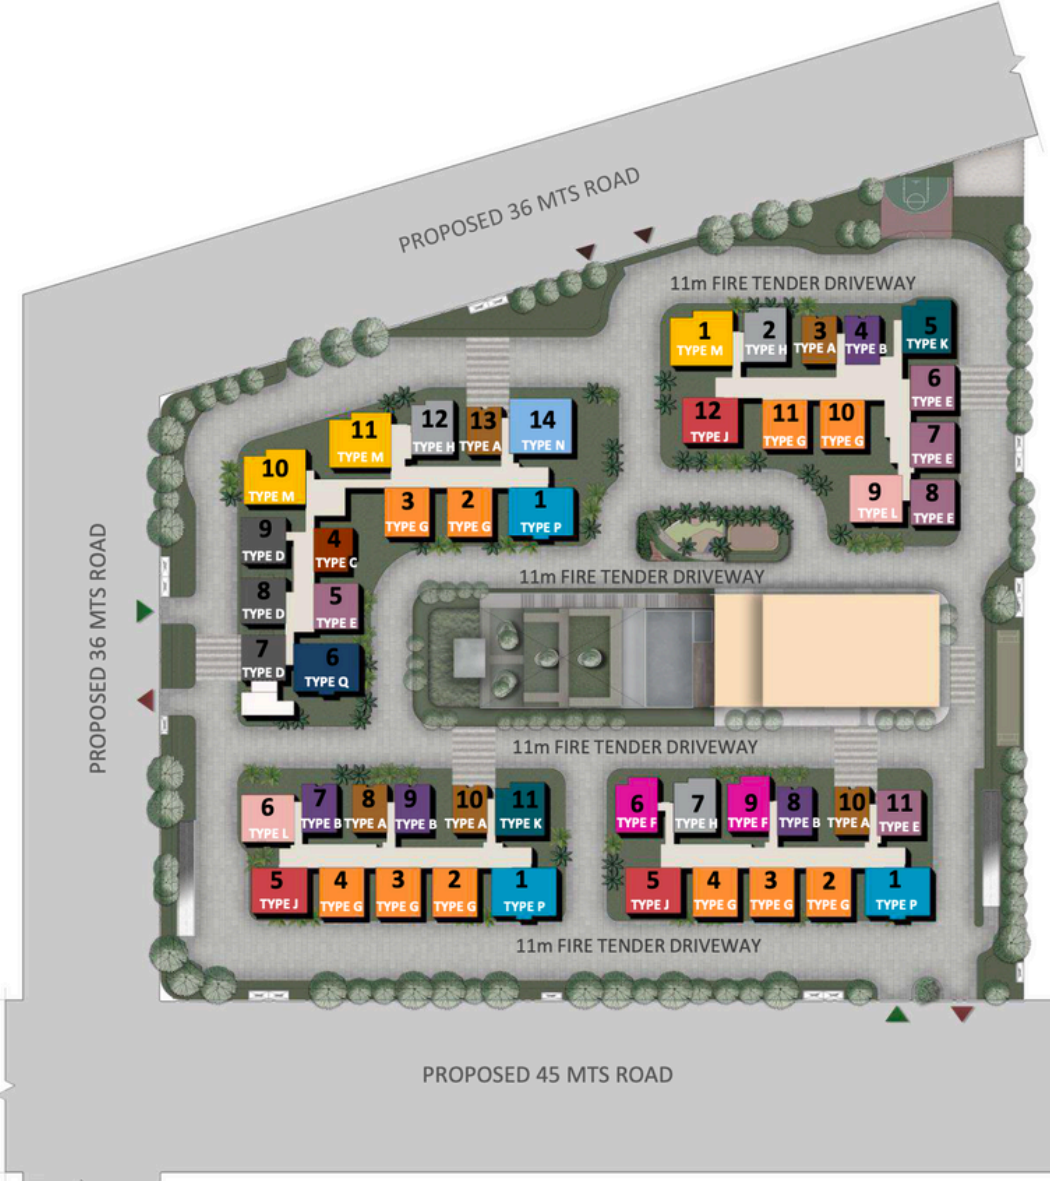 PROPOSED 36 MTS ROAD
11m FIRE TENDER DRIVEWAY
1
TYPE M
2
TYPE H
3
TYPE A
4
TYPE B
5
TYPE K
6
TYPE E
7
TYPE E
8
TYPE E
9
TYPE L
10
TYPE G
11
TYPE G
12
TYPE J
14
TYPE N
13
TYPE A
12
TYPE H
11
TYPE M
10
TYPE M
9
TYPE D
8
TYPE D
7
TYPE D
6
TYPE Q
5
TYPE E
4
TYPE C
3
TYPE G
2
TYPE G
1
TYPE P
PROPOSED 36 MTS ROAD
11m FIRE TENDER DRIVEWAY
11m FIRE TENDER DRIVEWAY
6
TYPE L
7
TYPE B
8
TYPE A
9
TYPE B
10
TYPE A
11
TYPE K
5
TYPE J
4
TYPE G
3
TYPE G
2
TYPE G
1
TYPE P
6
TYPE F
7
TYPE H
9
TYPE F
8
TYPE B
10
TYPE A
11
TYPE E
5
TYPE J
4
TYPE G
3
TYPE G
2
TYPE G
1
TYPE P
11m FIRE TENDER DRIVEWAY
PROPOSED 45 MTS ROAD